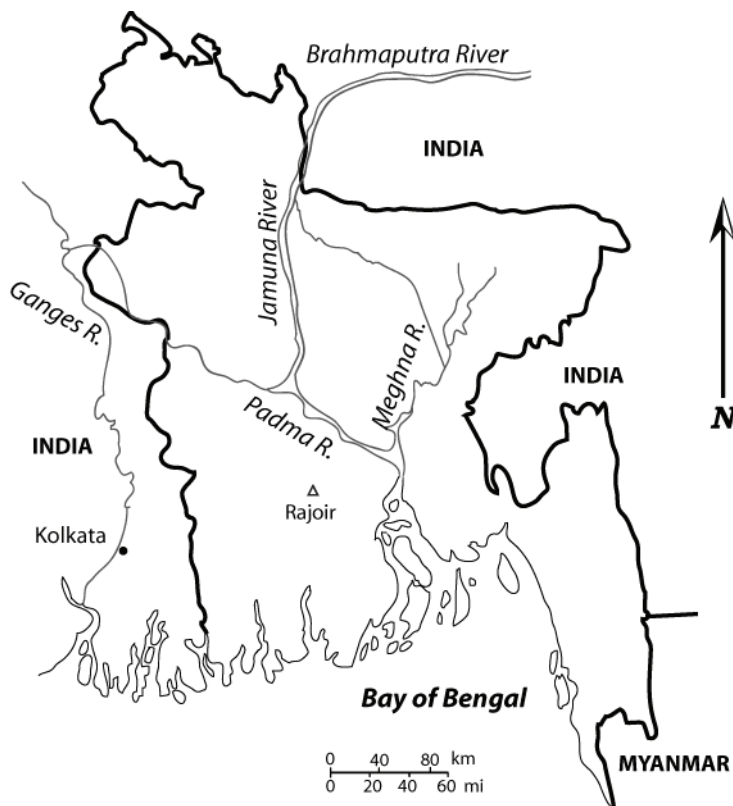 Brahmaputra River
INDIA
Jamuna River
Ganges R.
Meghna R.
INDIA
N
Padma R.
INDIA
Rajoir
Kolkata
Bay of Bengal
0 40 80 km
0 20 40 60 mi
MYANMAR